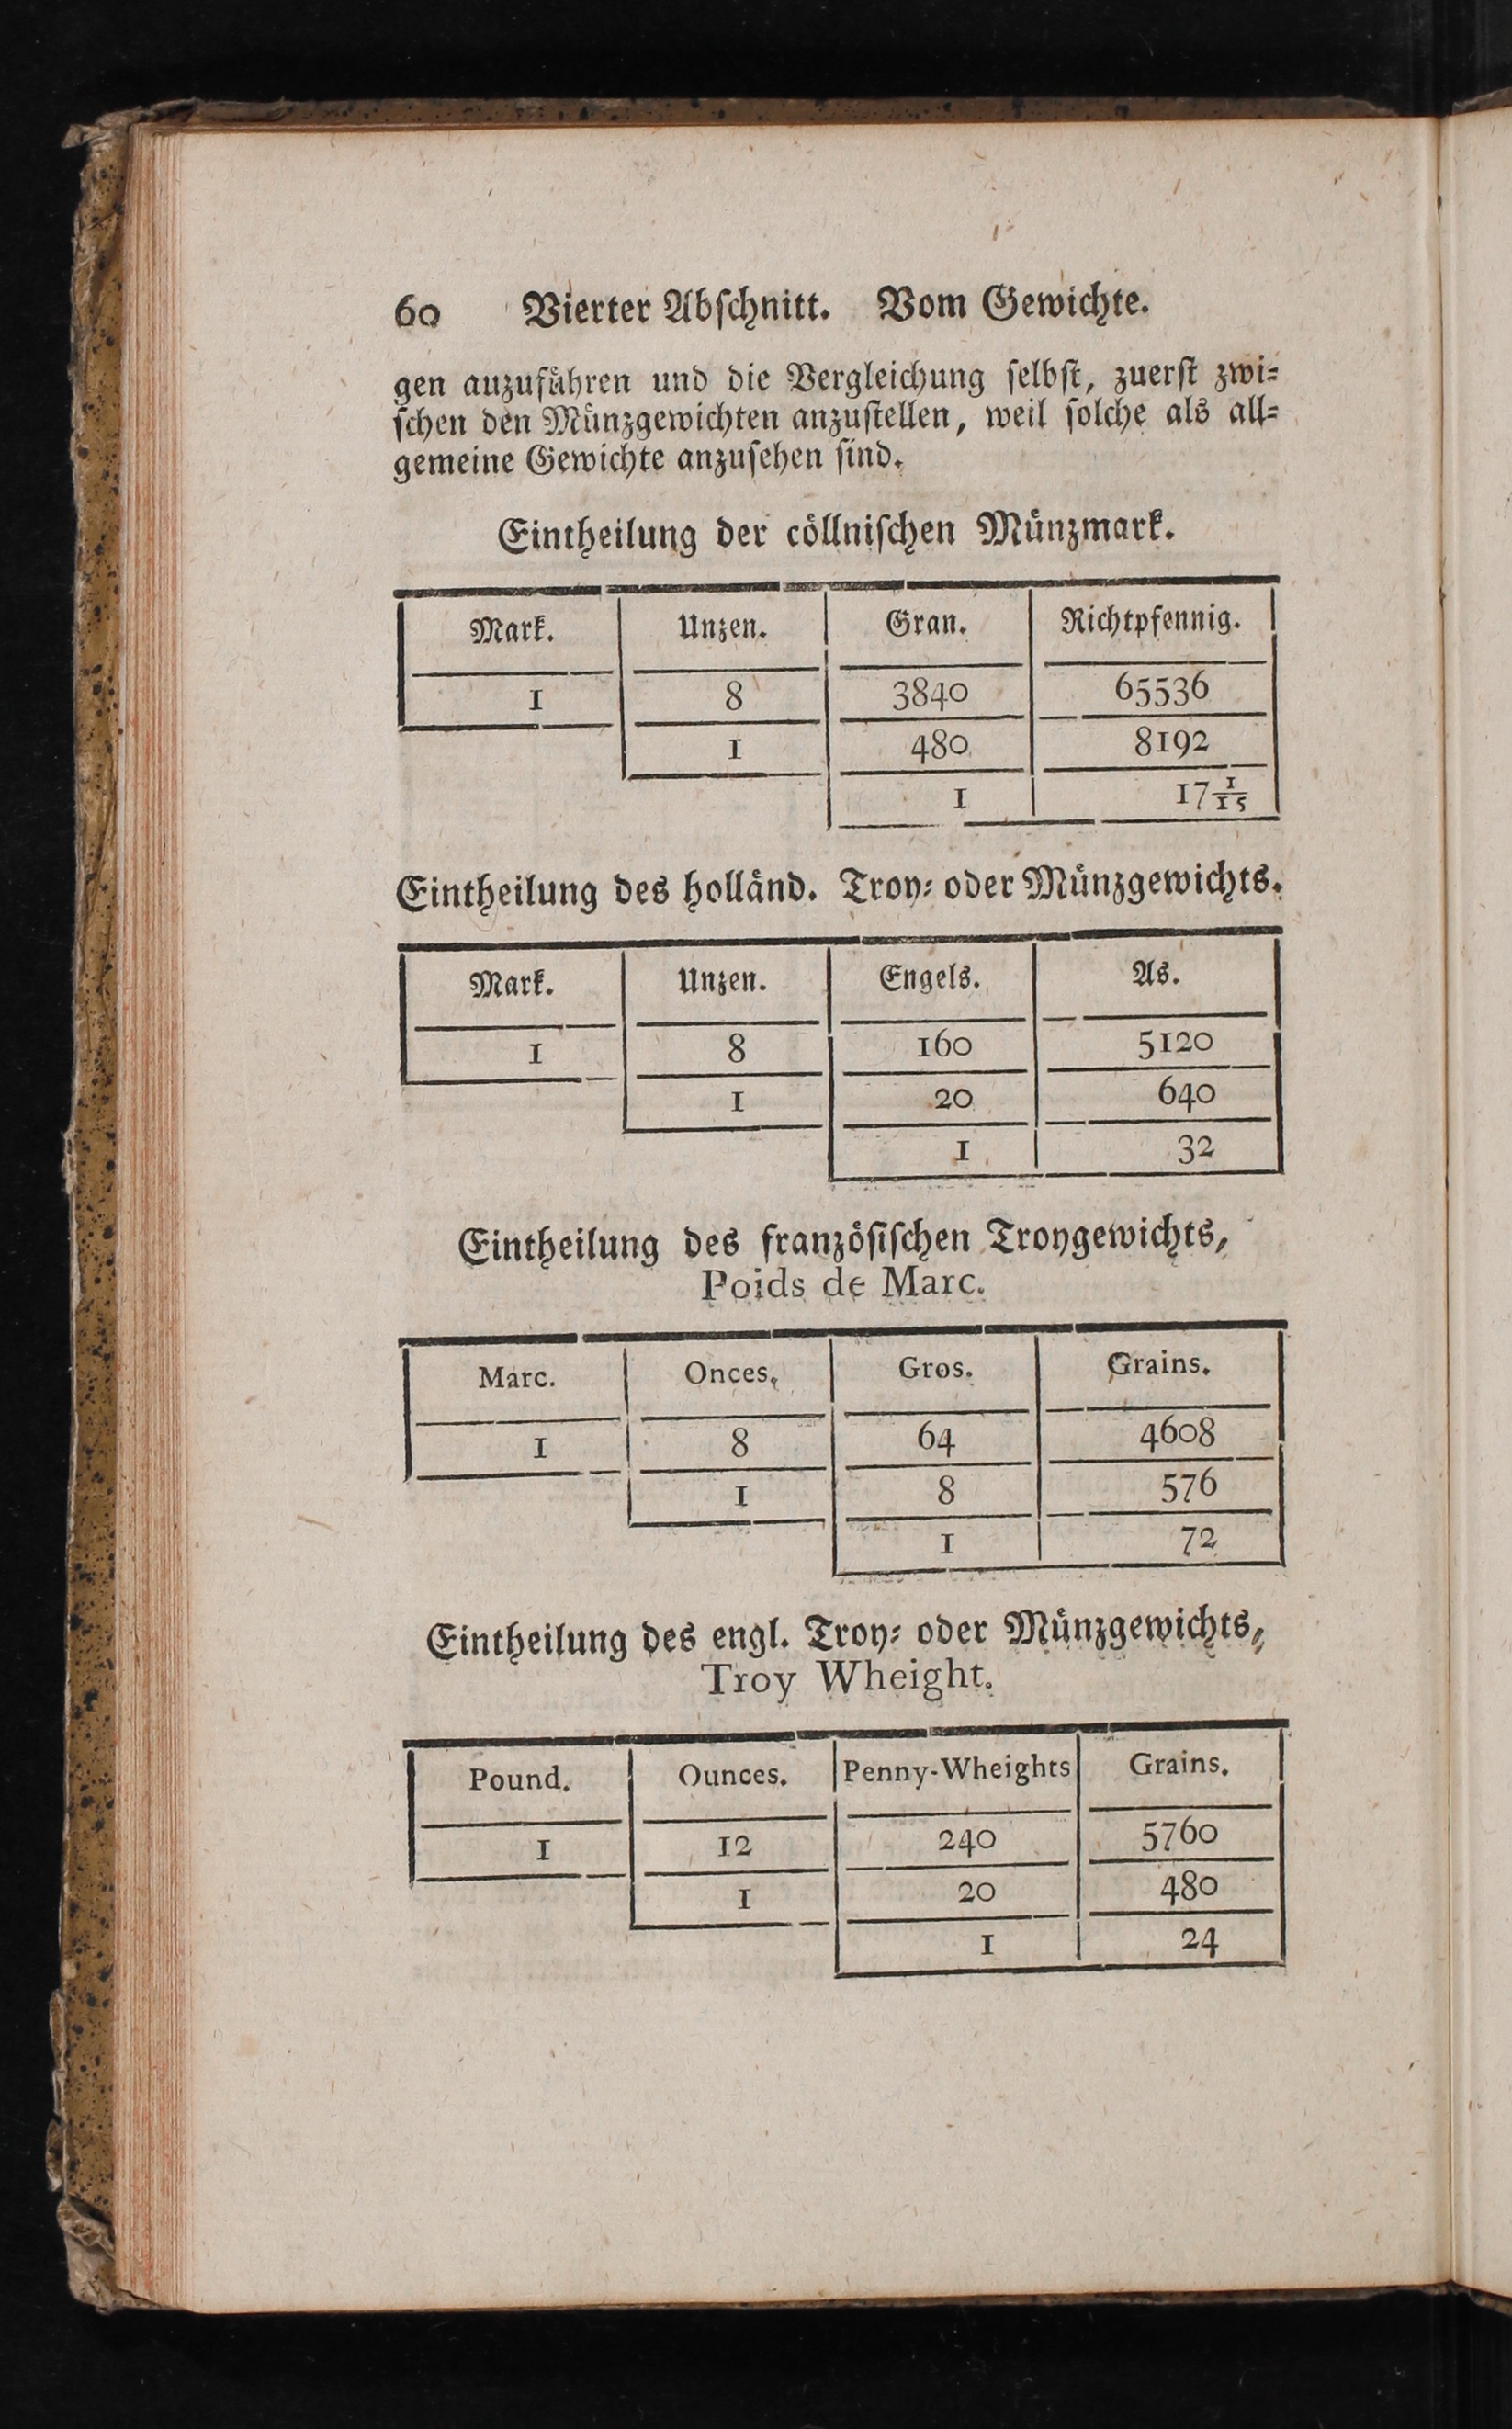 60 Vierter Abſchnitt. Vom Gewichte.
gen auzufůhren und die Vergleichung ſelbſt, zuerſt zwi⸗
ſchen den Můnzgewichten anzuſtellen, weil ſolche als all⸗
gemeine Gewichte anzuſehen ſind.
Eintheilung der cöllniſchen Můnzmark.
Mark. Unzen. Gran. Richtpfennig.
1 8 3840 65536
1 480 8192
1 17 1/15
Eintheilung des holländ. Troy⸗ oder Můnzgewichts.
Mark. Unzen. Engels. As.
1 8 160 5120
1 20 640
1 32
Eintheilung des franzöſiſchen Troygewichts,
Poids de Marc.
Marc. Onces. Gros. Grains.
1 8 64 4608
1 8 576
1 72
Eintheilung des engl. Troy⸗ oder Můnzgewichts,
Troy Wheight.
Pound. Ounces. Penny-Wheights Grains.
1 12 240 5760
1 20 480
1 24